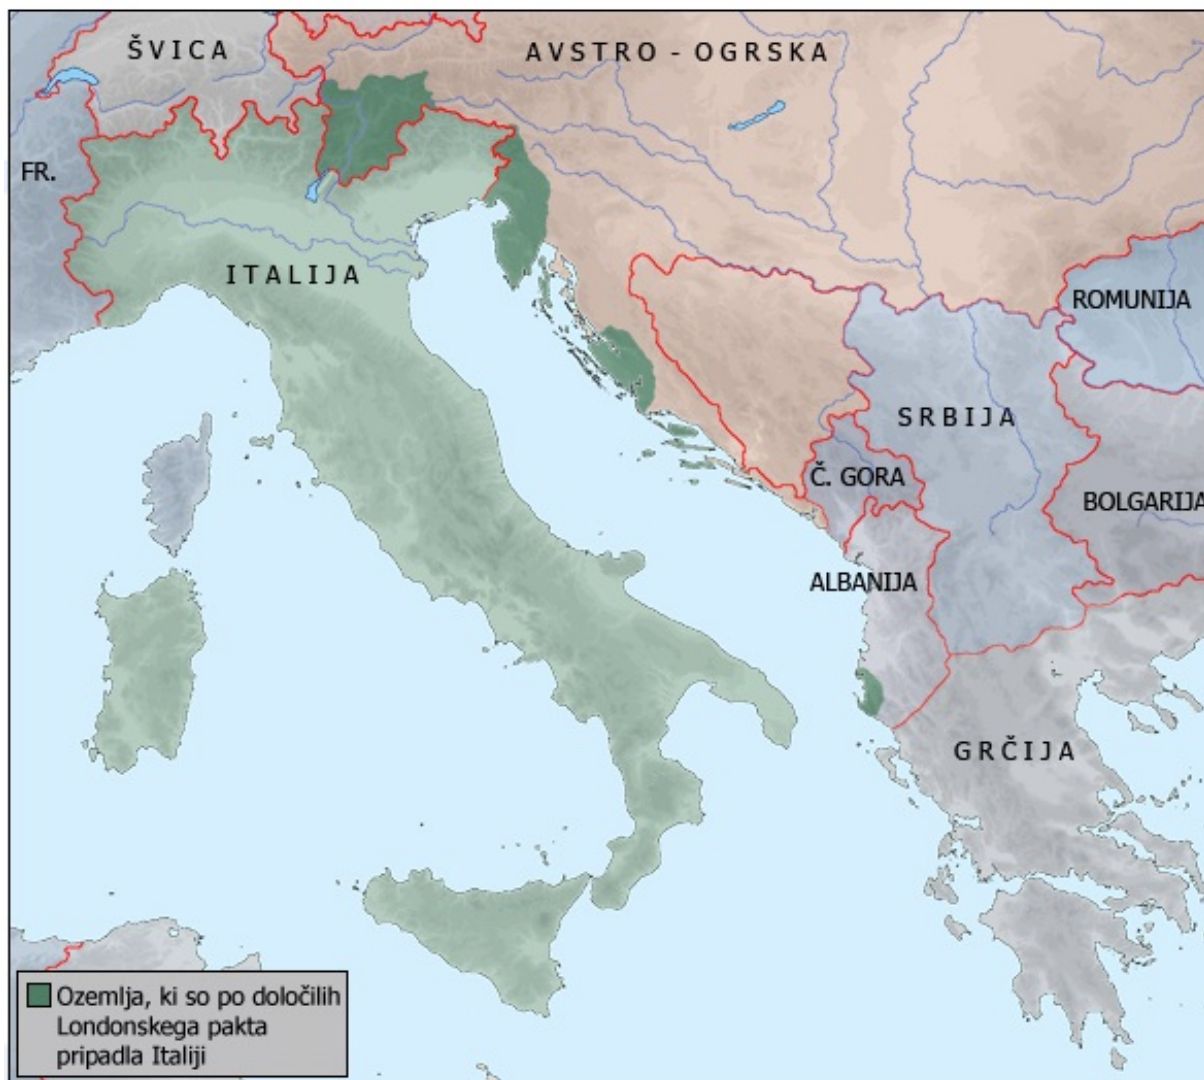 ŠVICA
AVSTRO - OGRSKA
FR.
ITALIJA
ROMUNIJA
SRBIJA
Č. GORA
BOLGARIJA
ALBANIJA
GRČIJA
Ozemlja, ki so po določilih
Londonskega pakta
pripadla Italiji